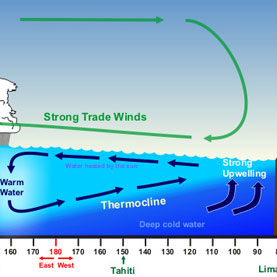 Strong Trade Winds
Water heated by the sun
Strong
Upwelling
Warm
Water
Thermocline
Deep cold water
160 170 180 170 160 150 140 130 120 110 100 90
East West
Tahiti
Lima